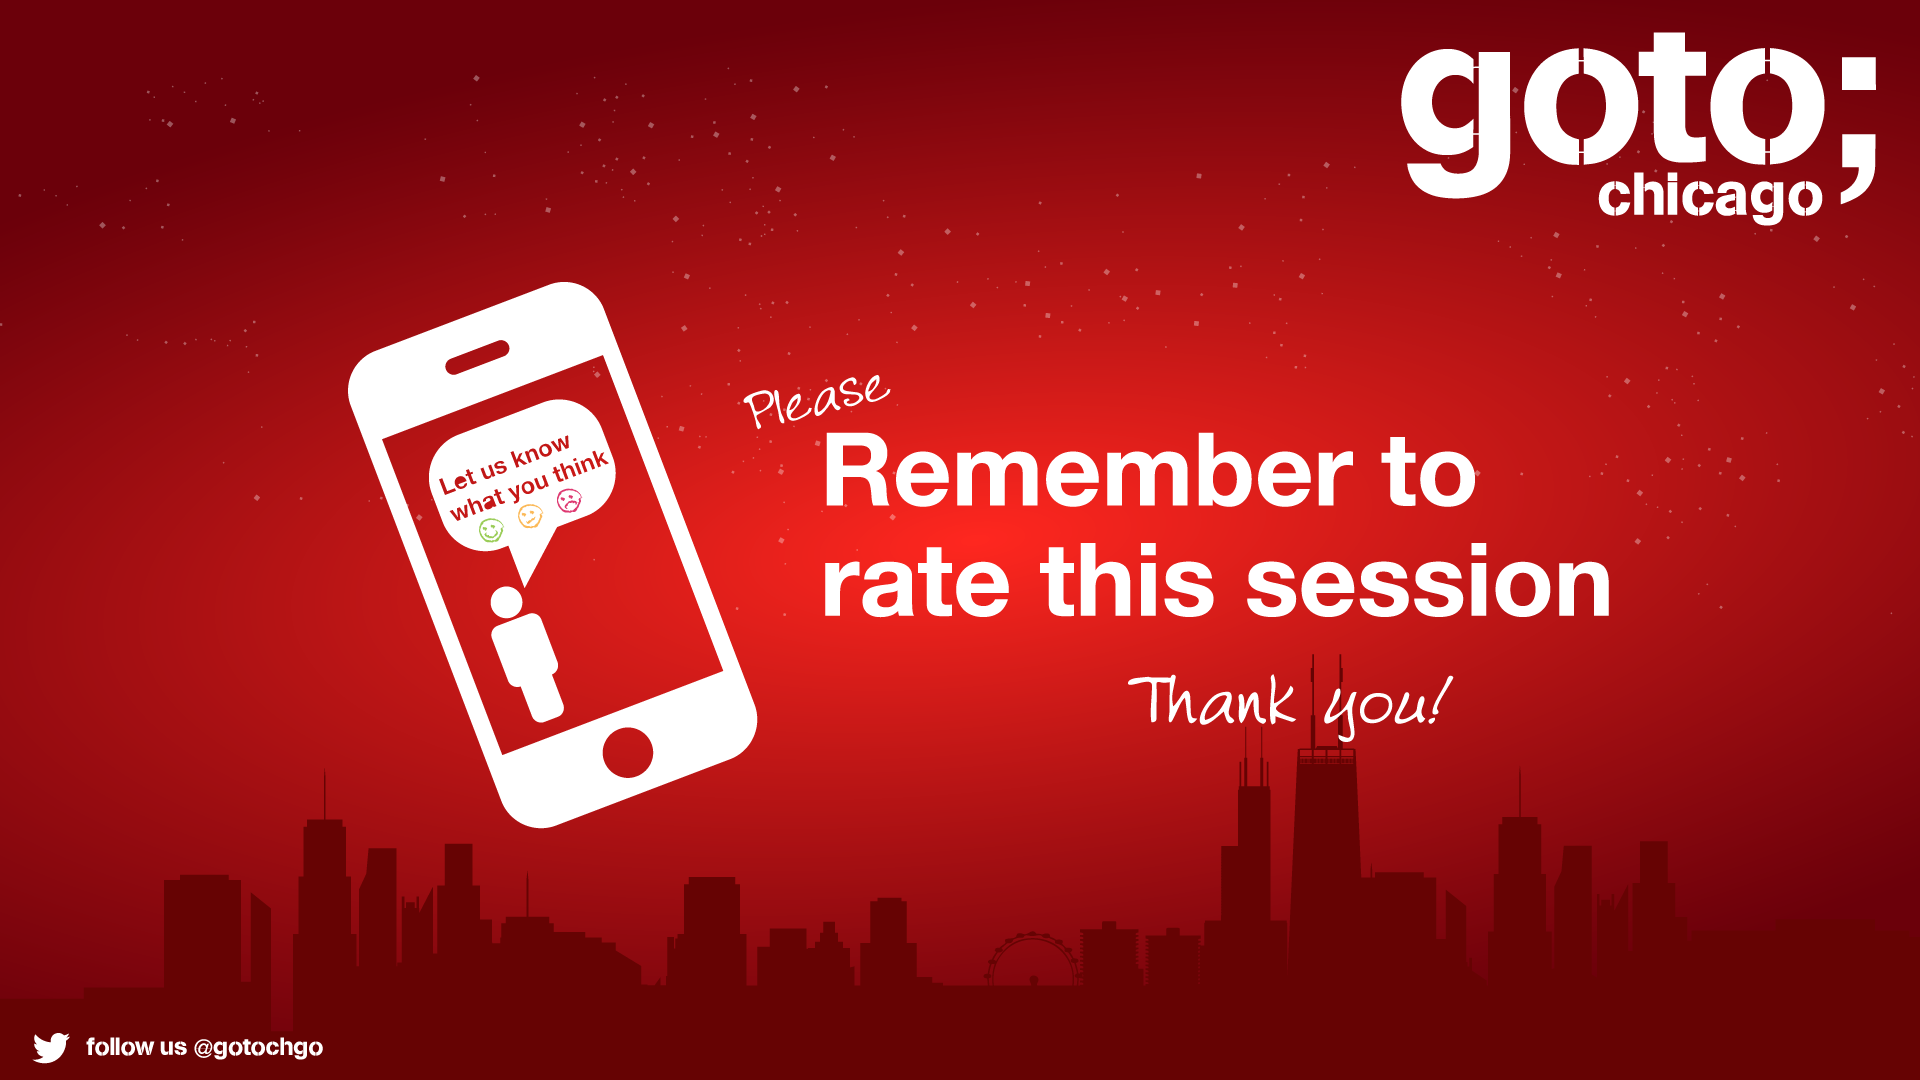 goto;
chicago
Please
Remember to
rate this session
Thank you!
Let us know
what you think
follow us @gotochgo